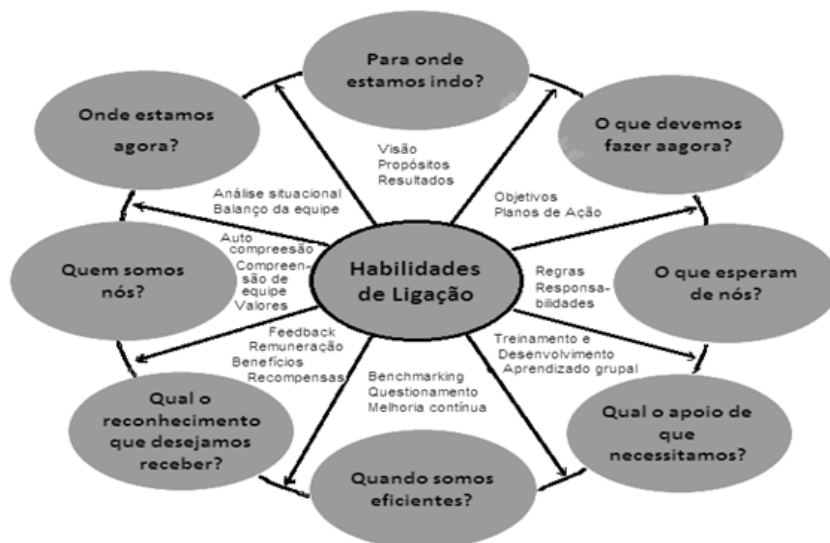 Para onde
estamos indo?
Onde estamos
agora?
O que devemos
fazer aagora?
Visão
Propósitos
Resultados
Análise situacional
Balanço da equipe
Objetivos
Planos de Ação
Quem somos
nós?
Auto
compreesão
Compreen-
são de
equipe
Valores
Habilidades
de Ligação
Regras
Responsa-
bilidades
O que esperam
de nós?
Feedback
Remuneração
Benefícios
Recompensas
Treinamento e
Desenvolvimento
Aprendizado grupal
Benchmarking
Questionamento
Melhoria contínua
Qual o
reconhecimento
que desejamos
receber?
Quando somos
eficientes?
Qual o apoio de
que
necessitamos?